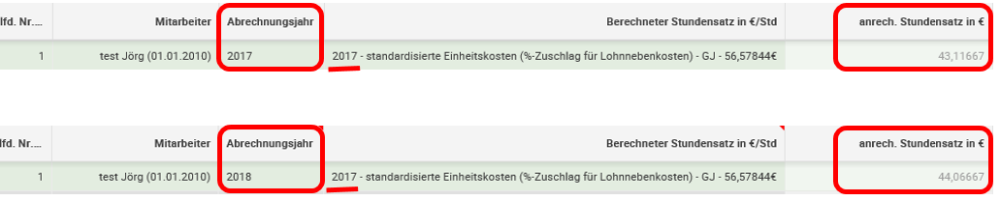 lfd. Nr.... Mitarbeiter Abrechnungsjahr Berechneter Stundensatz in €/Std anrech. Stundensatz in €
1 test Jörg (01.01.2010) 2017 2017 - standardisierte Einheitskosten (%-Zuschlag für Lohnnebenkosten) - GJ - 56,57844€ 43,11667
lfd. Nr.... Mitarbeiter Abrechnungsjahr Berechneter Stundensatz in €/Std anrech. Stundensatz in €
1 test Jörg (01.01.2010) 2018 2017 - standardisierte Einheitskosten (%-Zuschlag für Lohnnebenkosten) - GJ - 56,57844€ 44,06667